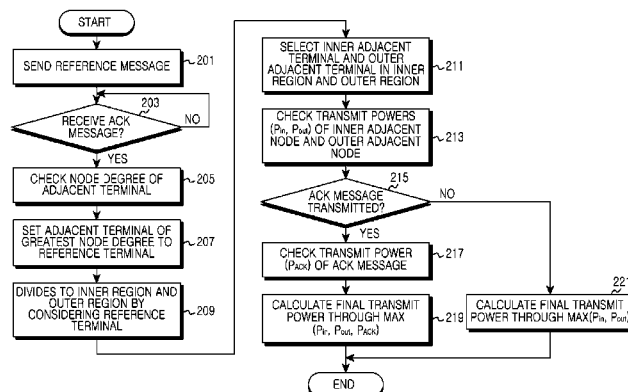 START
SEND REFERENCE MESSAGE
201
203
RECEIVE ACK
MESSAGE?
NO
YES
CHECK NODE DEGREE OF
ADJACENT TERMINAL
205
SET ADJACENT TERMINAL OF
GREATEST NODE DEGREE TO
REFERENCE TERMINAL
207
DIVIDES TO INNER REGION AND
OUTER REGION BY
CONSIDERING REFERENCE
TERMINAL
209
SELECT INNER ADJACENT
TERMINAL AND OUTER
ADJACENT TERMINAL IN INNER
REGION AND OUTER REGION
211
CHECK TRANSMIT POWERS
(Pin, Pout) OF INNER ADJACENT
NODE AND OUTER ADJACENT
NODE
213
215
ACK MESSAGE
TRANSMITTED?
NO
YES
CHECK TRANSMIT POWER
(PACK) OF ACK MESSAGE
217
CALCULATE FINAL TRANSMIT
POWER THROUGH MAX
(Pin, Pout, PACK)
219
221
CALCULATE FINAL TRANSMIT
POWER THROUGH MAX(Pin, Pout)
END